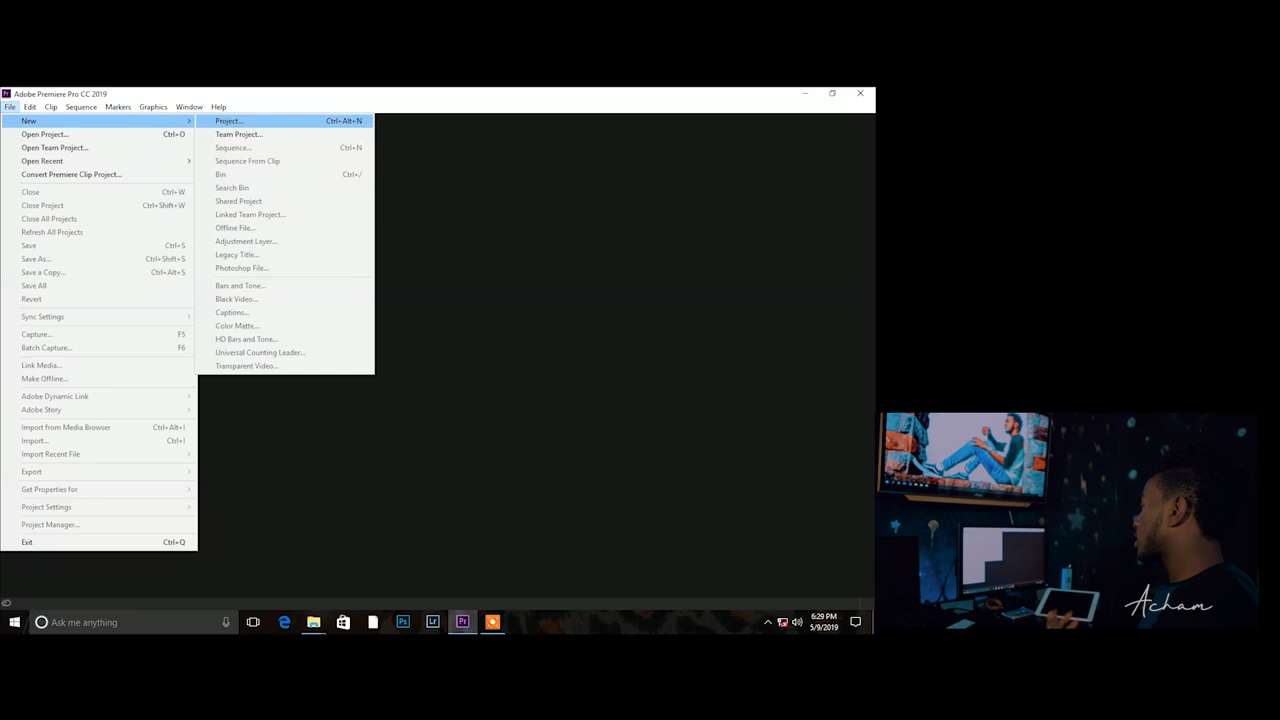 Pr Adobe Premiere Pro CC 2019
File Edit Clip Sequence Markers Graphics Window Help
New
Open Project... Ctrl+O
Open Team Project...
Open Recent
Convert Premiere Clip Project...
Close Ctrl+W
Close Project Ctrl+Shift+W
Close All Projects
Refresh All Projects
Save Ctrl+S
Save As... Ctrl+Shift+S
Save a Copy... Ctrl+Alt+S
Save All
Revert
Sync Settings
Capture... F5
Batch Capture... F6
Link Media...
Make Offline...
Adobe Dynamic Link
Adobe Story
Import from Media Browser Ctrl+Alt+I
Import... Ctrl+I
Import Recent File
Export
Get Properties for
Project Settings
Project Manager...
Exit Ctrl+Q
Project... Ctrl+Alt+N
Team Project...
Sequence... Ctrl+N
Sequence From Clip
Bin Ctrl+/
Search Bin
Shared Project
Linked Team Project...
Offline File...
Adjustment Layer...
Legacy Title...
Photoshop File...
Bars and Tone...
Black Video...
Captions...
Color Matte...
HD Bars and Tone...
Universal Counting Leader...
Transparent Video...
Acham
Ask me anything
Ps
Pr
6:29 PM
5/9/2019